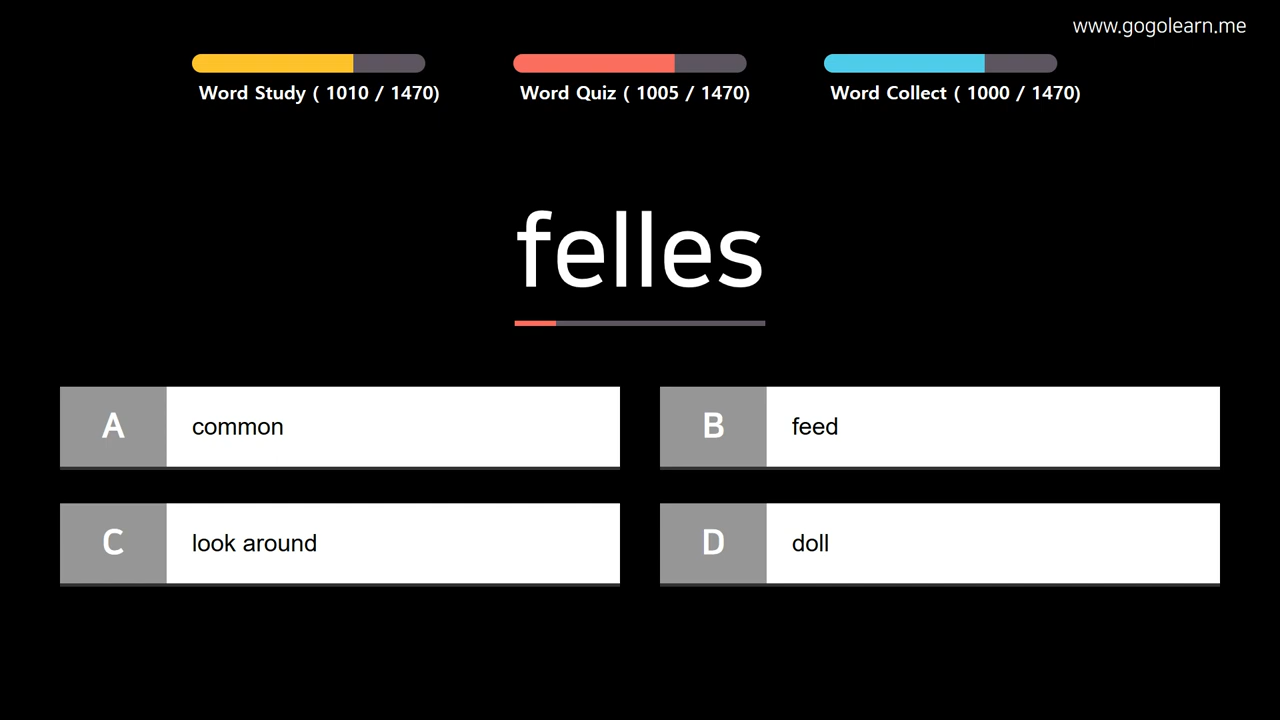 www.gogolearn.me
Word Study ( 1010 / 1470)
Word Quiz ( 1005 / 1470)
Word Collect ( 1000 / 1470)
felles
A common
B feed
C look around
D doll